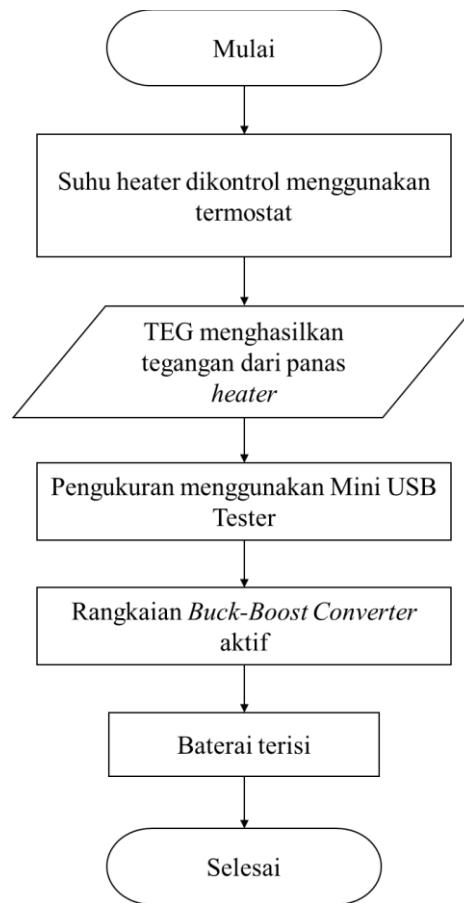 Mulai
Suhu heater dikontrol menggunakan
termostat
TEG menghasilkan
tegangan dari panas
heater
Pengukuran menggunakan Mini USB
Tester
Rangkaian Buck-Boost Converter
aktif
Baterai terisi
Selesai